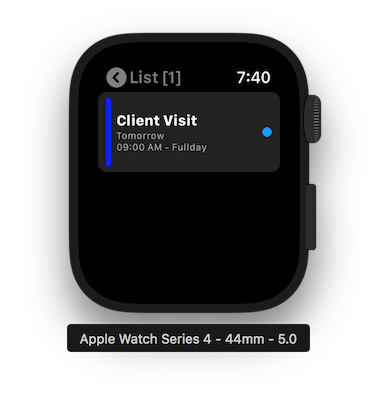 List [1] 7:40
Client Visit
Tomorrow
09:00 AM - Fullday
Apple Watch Series 4 - 44mm - 5.0